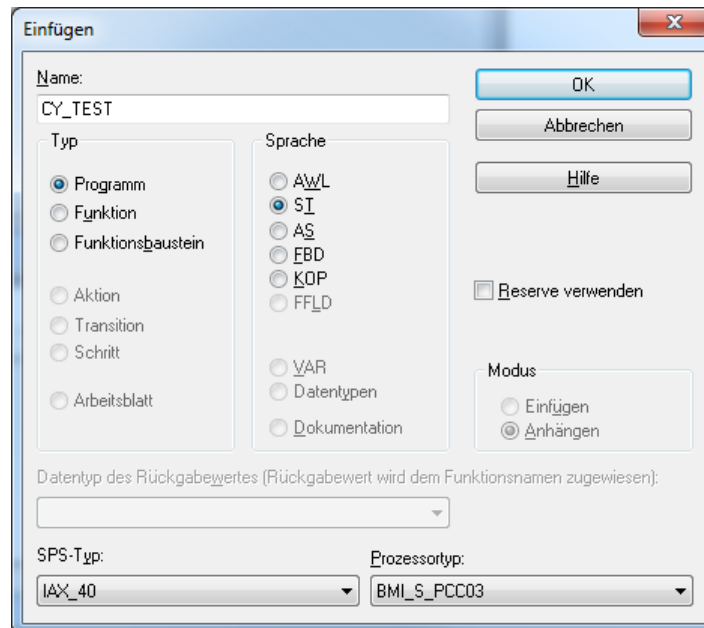 Einfügen
Name:
CY_TEST
OK
Abbrechen
Hilfe
Typ
Programm
Funktion
Funktionsbaustein
Aktion
Transition
Schritt
Arbeitsblatt
Sprache
AWL
ST
AS
FBD
KOP
FFLD
VAR
Datentypen
Dokumentation
Reserve verwenden
Modus
Einfügen
Anhängen
Datentyp des Rückgabewertes (Rückgabewert wird dem Funktionsnamen zugewiesen):
SPS-Typ:
IAX_40
Prozessortyp:
BMI_S_PCC03